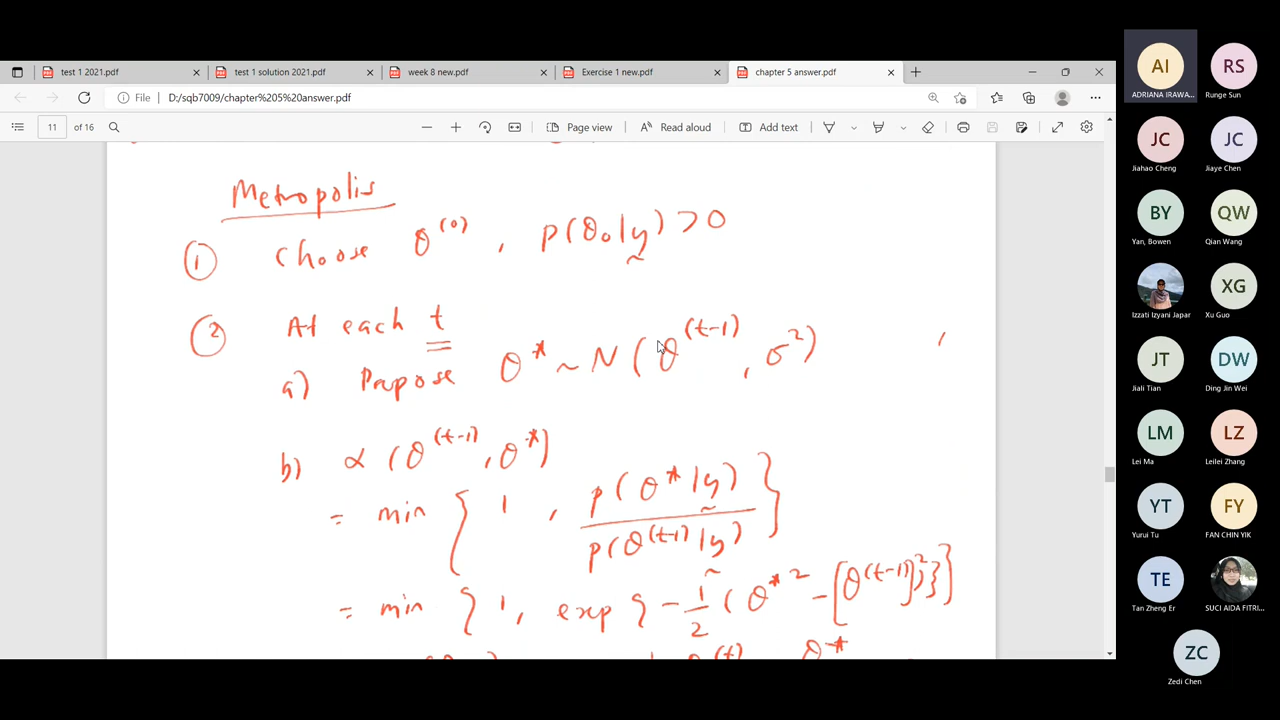 test 1 2021.pdf
test 1 solution 2021.pdf
week 8 new.pdf
Exercise 1 new.pdf
chapter 5 answer.pdf
File D:/sqb7009/chapter%205%20answer.pdf
11 of 16
Page view
Read aloud
Add text
Metropolis
① Choose θ^(0) , p(θ₀|y) > 0
② At each t
a) Propose θ* ~ N(θ^(t-1), σ²)
b) α(θ^(t-1), θ*)
= min { 1 , p(θ*|y) / p(θ^(t-1)|y) }
= min { 1, exp { -1/2 (θ*² - [θ^(t-1)]²) } }
θ^(t) θ*
AI
ADRIANA IRAWA...
RS
Runge Sun
JC
Jiahao Cheng
JC
Jiaye Chen
BY
Yan, Bowen
QW
Qian Wang
Izzati Izyani Japar
XG
Xu Guo
JT
Jiali Tian
DW
Ding Jin Wei
LM
Lei Ma
LZ
Leilei Zhang
YT
Yurui Tu
FY
FAN CHIN YIK
TE
Tan Zheng Er
SUCI AIDA FITRI...
ZC
Zedi Chen